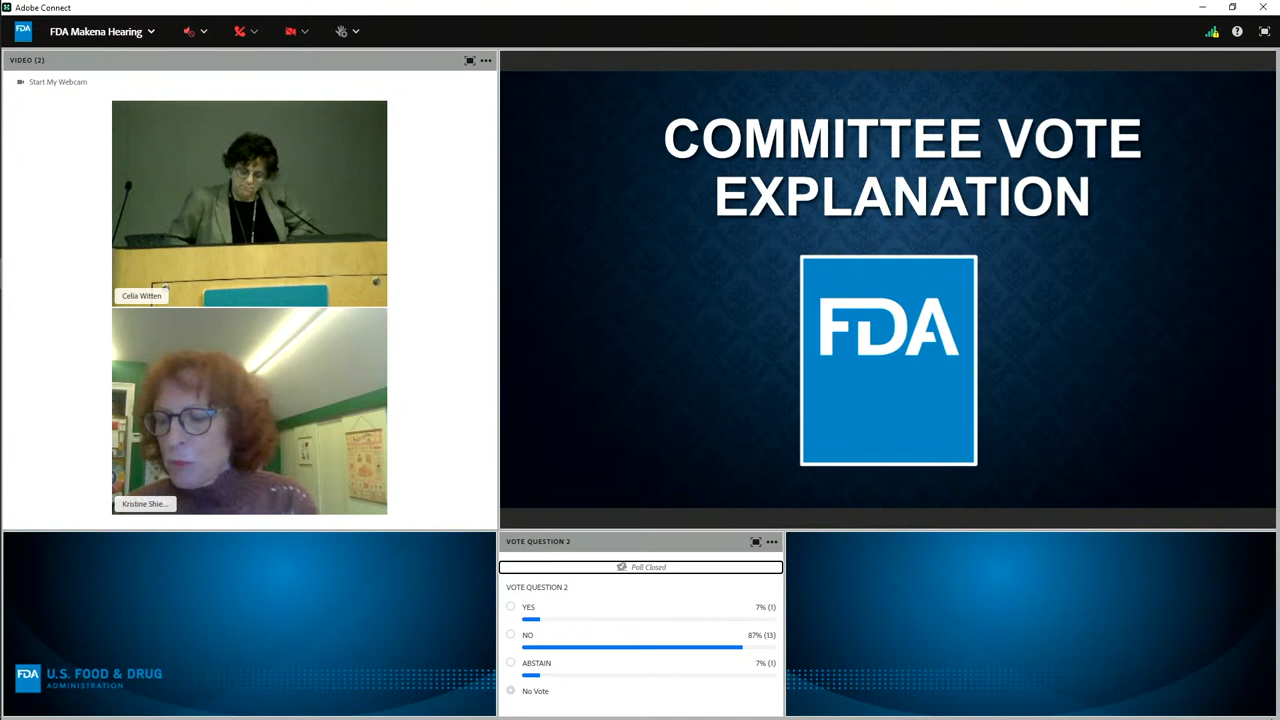 Adobe Connect
FDA
FDA Makena Hearing
VIDEO (2)
Start My Webcam
Celia Witten
Kristine Shie...
COMMITTEE VOTE
EXPLANATION
FDA
VOTE QUESTION 2
Poll Closed
VOTE QUESTION 2
YES 7% (1)
NO 87% (13)
ABSTAIN 7% (1)
No Vote
FDA U.S. FOOD & DRUG
ADMINISTRATION